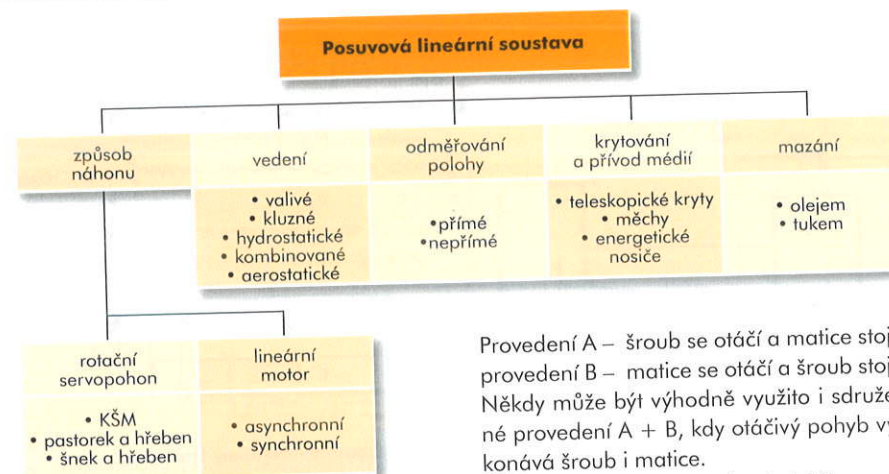 Posuvová lineární soustava
způsob
náhonu
vedení
odměřování
polohy
krytování
a přívod médií
mazání
• valivé
• kluzné
• hydrostatické
• kombinované
• aerostatické
•přímé
•nepřímé
• teleskopické kryty
• měchy
• energetické
nosiče
• olejem
• tukem
rotační
servopohon
lineární
motor
• KŠM
• pastorek a hřeben
• šnek a hřeben
• asynchronní
• synchronní
Provedení A – šroub se otáčí a matice stoj
provedení B – matice se otáčí a šroub stoj
Někdy může být výhodně využito i sdruže
né provedení A + B, kdy otáčivý pohyb vy
konává šroub i matice.